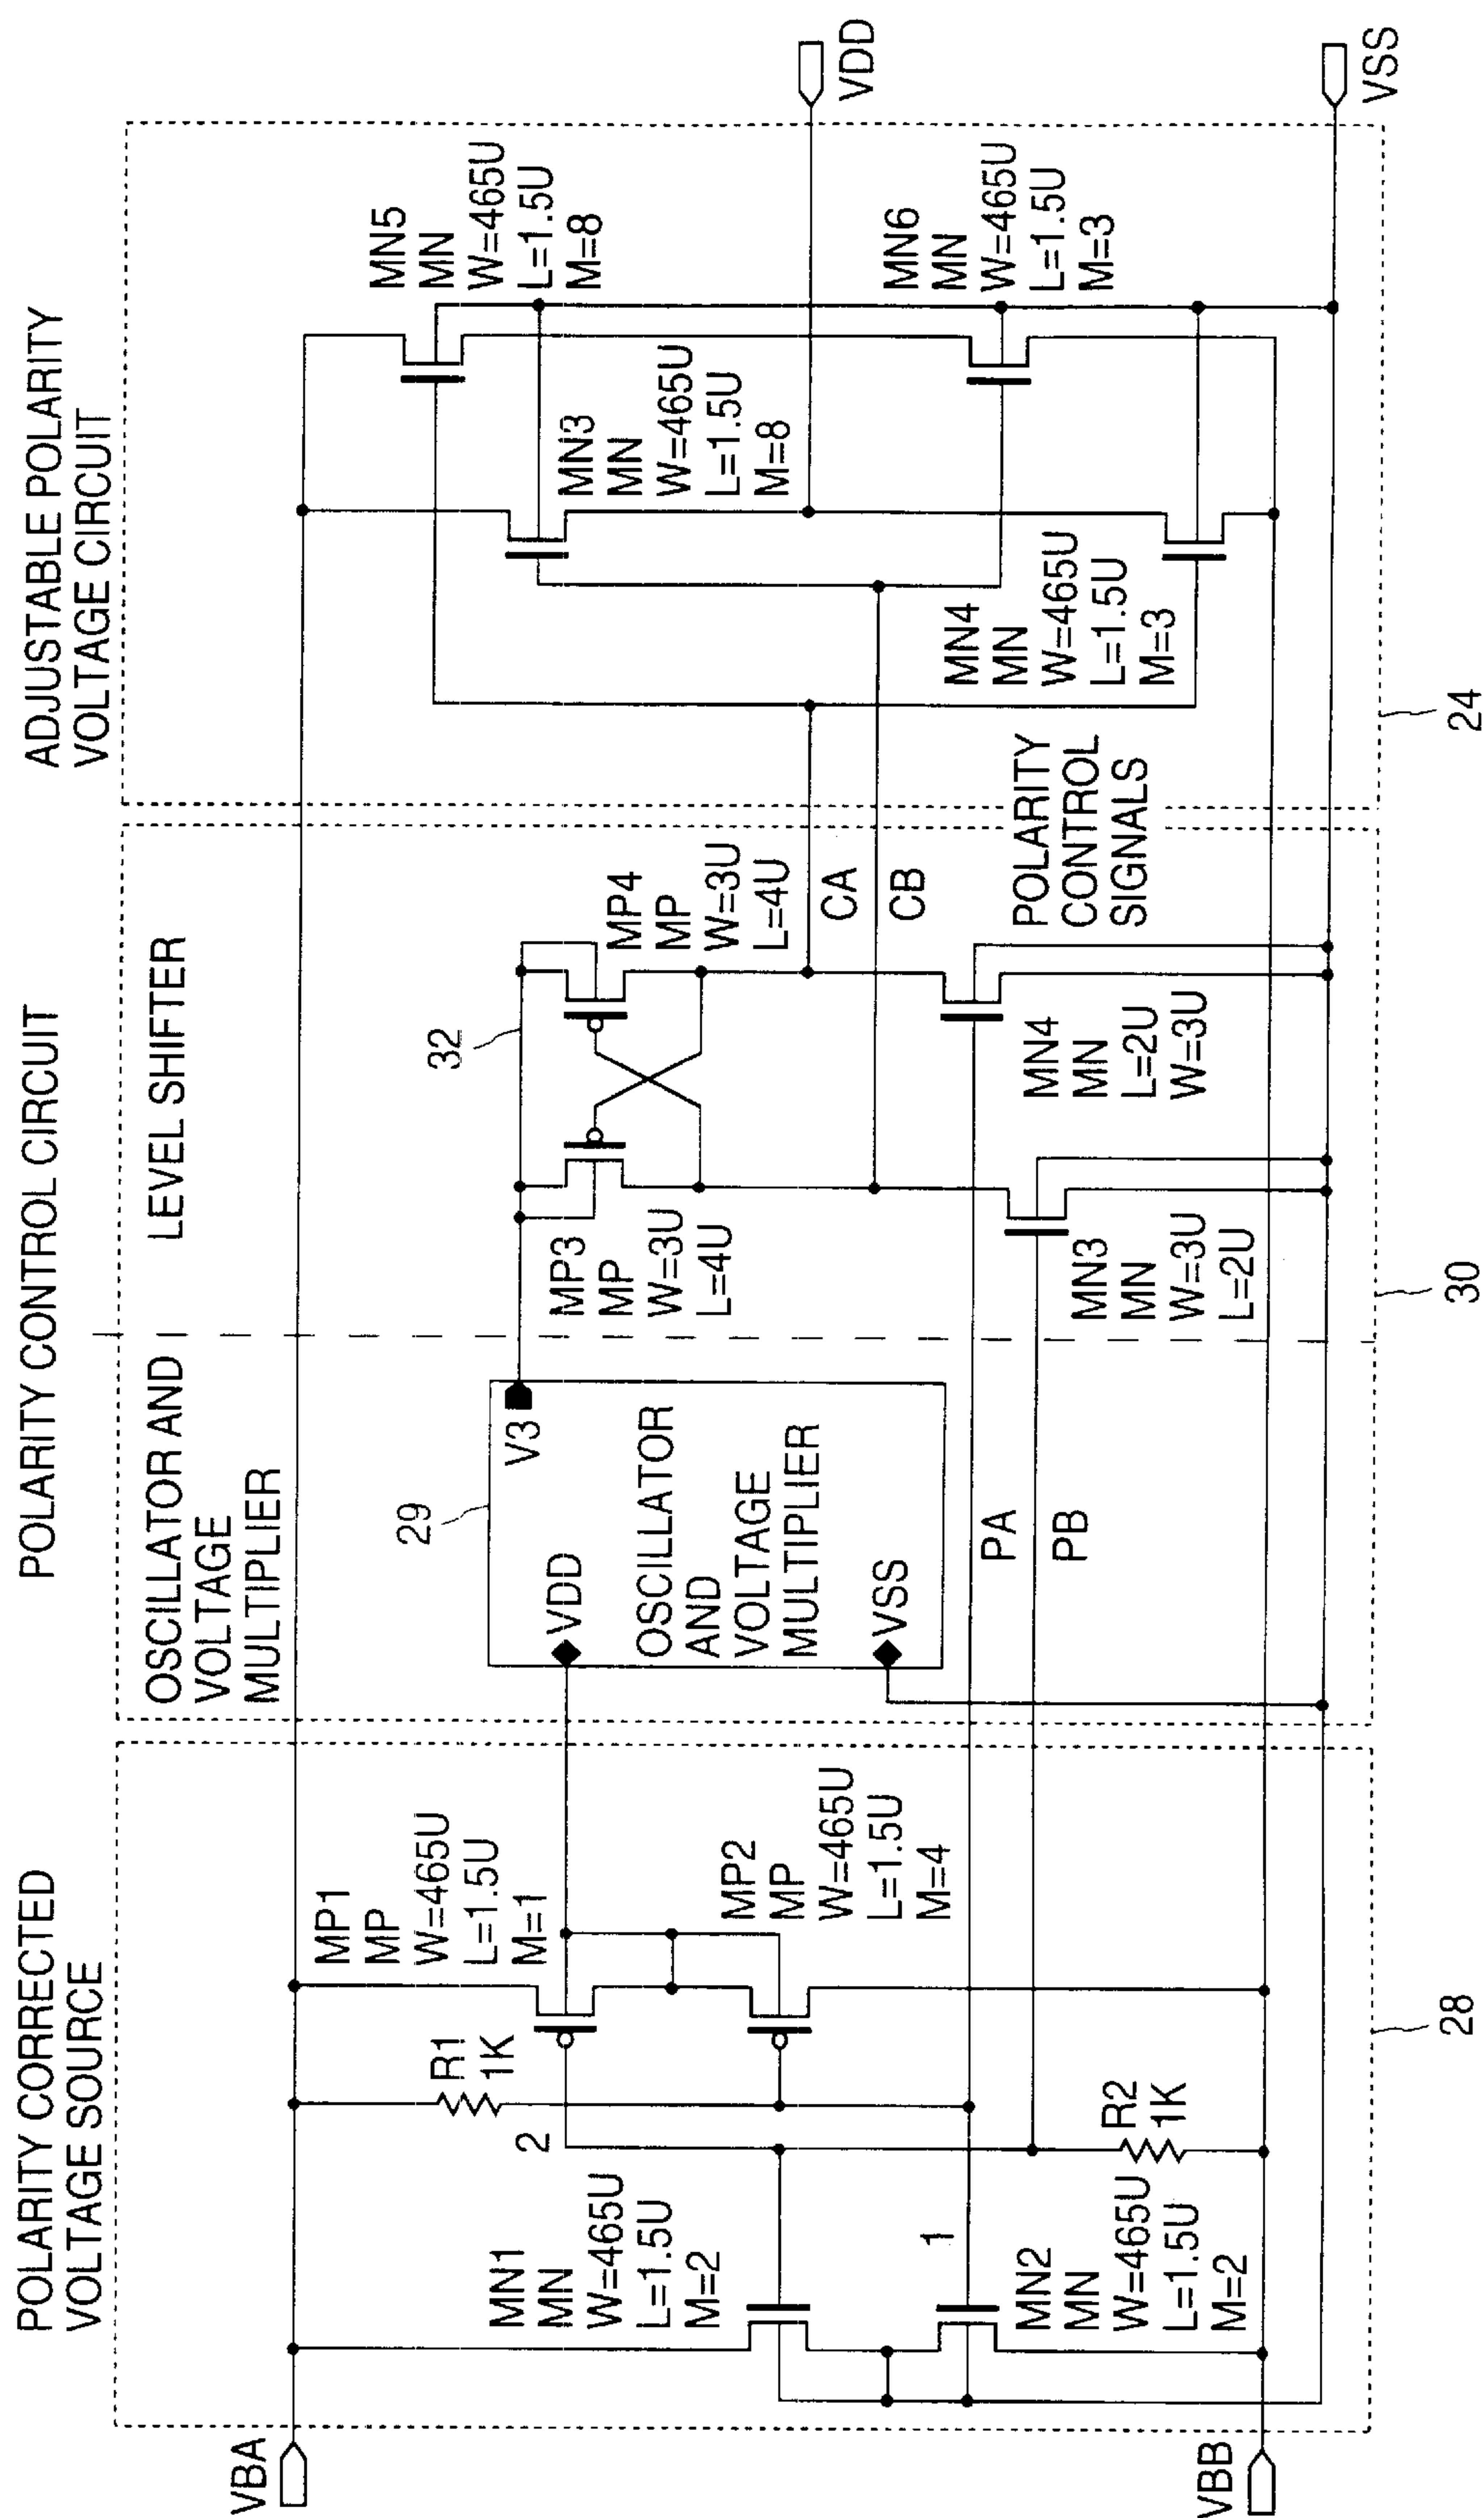 POLARITY CORRECTED
VOLTAGE SOURCE
POLARITY CONTROL CIRCUIT
ADJUSTABLE POLARITY
VOLTAGE CIRCUIT
OSCILLATOR AND
VOLTAGE
MULTIPLIER
LEVEL SHIFTER
VBA
VBB
MN1
MN
W=465U
L=1.5U
M=2
1
MN2
MN
W=465U
L=1.5U
M=2
R1
1K
2
R2
1K
MP1
MP
W=465U
L=1.5U
M=1
MP2
MP
W=465U
L=1.5U
M=4
28
29
V3
VDD
OSCILLATOR
AND
VOLTAGE
MULTIPLIER
VSS
PA
PB
MP3
MP
W=3U
L=4U
32
MP4
MP
W=3U
L=4U
MN3
MN
W=3U
L=2U
MN4
MN
L=2U
W=3U
CA
CB
POLARITY
CONTROL
SIGNALS
30
MN5
MN
W=465U
L=1.5U
M=8
MN3
MN
W=465U
L=1.5U
M=8
MN4
MN
W=465U
L=1.5U
M=3
MN6
MN
W=465U
L=1.5U
M=3
24
VDD
VSS